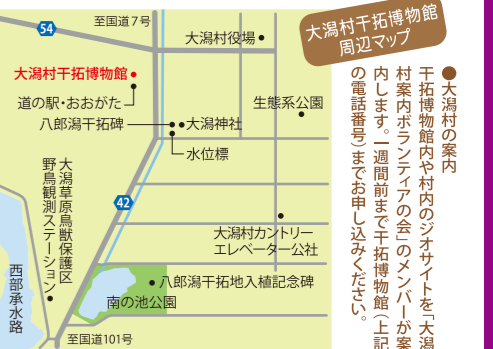 大潟村干拓博物館
周辺マップ
●大潟村の案内
干拓博物館内や村内のジオサイトを「大潟
村案内ボランティアの会」のメンバーが案
内します。一週間前まで干拓博物館(上記
の電話番号)までお申し込みください。
至国道7号
54
大潟村役場
大潟村干拓博物館
道の駅・おおがた
生態系公園
八郎潟干拓碑
大潟神社
水位標
大潟草原鳥獣保護区
野鳥観測ステーション
42
大潟村カントリー
エレベーター公社
八郎潟干拓地入植記念碑
南の池公園
西部承水路
至国道101号